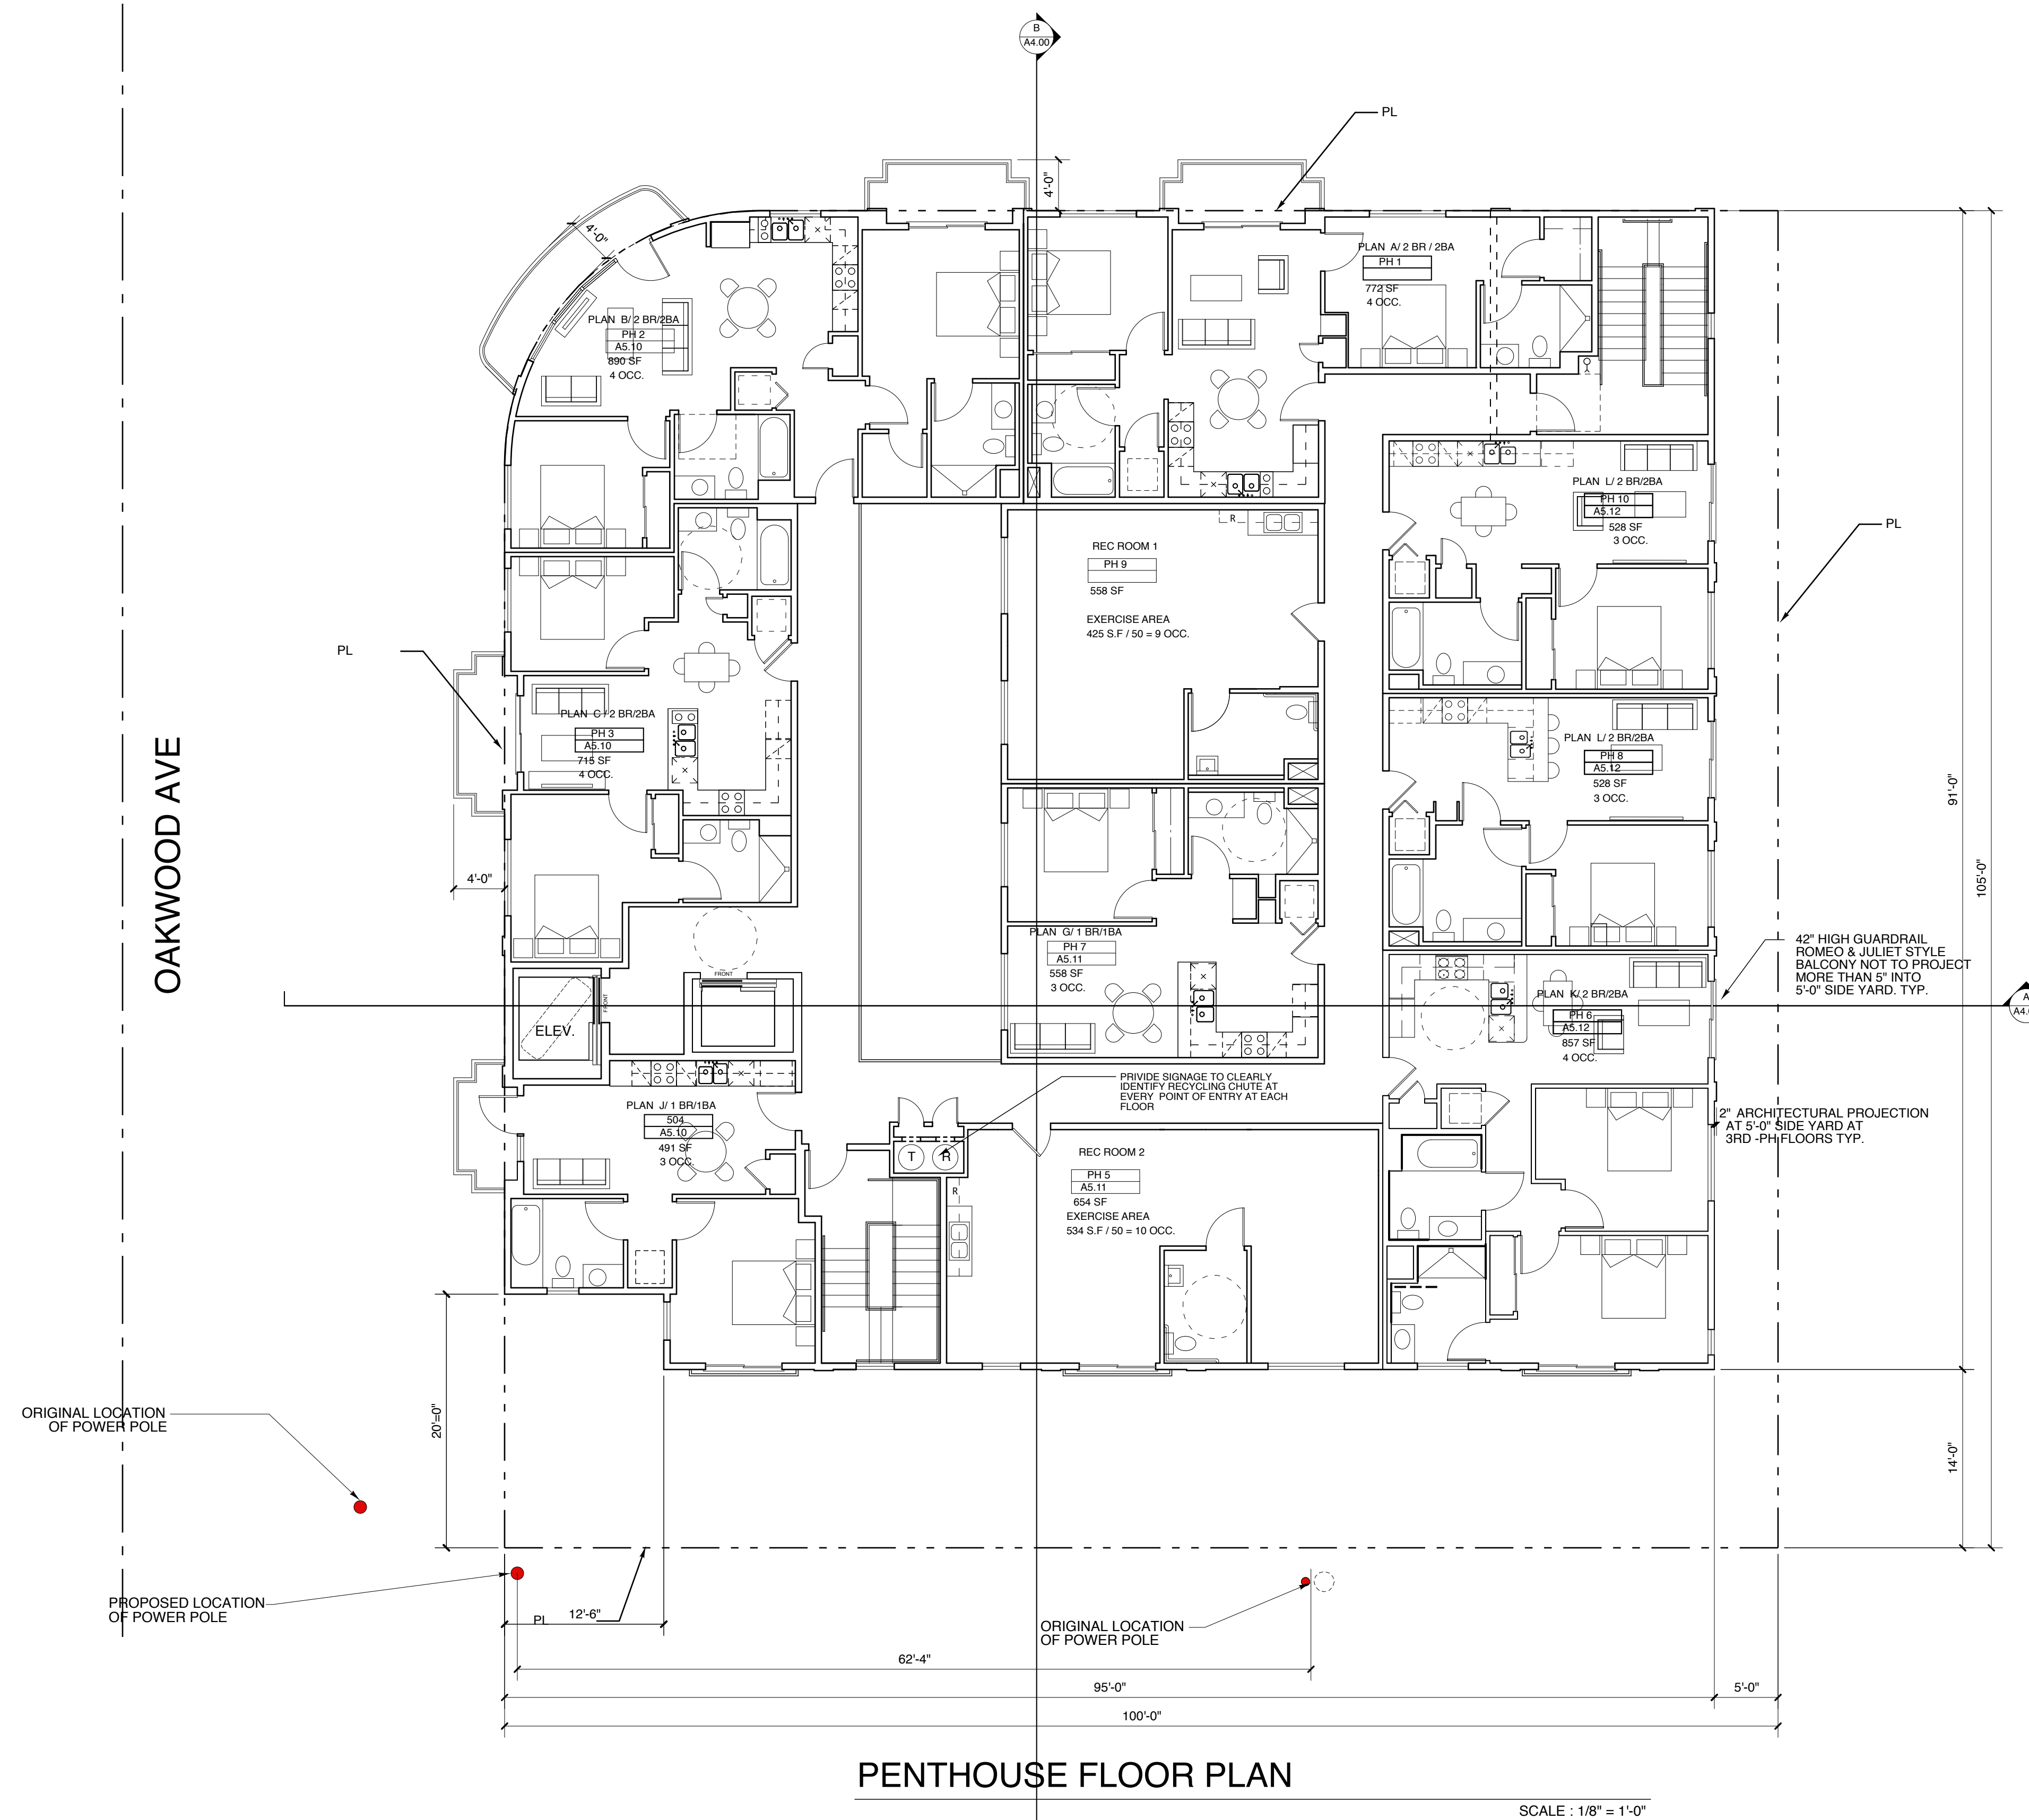 B
A4.00
PL
4'-0"
4'-0"
PLAN A/ 2 BR / 2BA
PH 1
772 SF
4 OCC.
PLAN B/ 2 BR/2BA
PH 2
A5.10
890 SF
4 OCC.
PLAN L/ 2 BR/2BA
PH 10
A5.12
528 SF
3 OCC.
PL
R
REC ROOM 1
PH 9
558 SF
EXERCISE AREA
425 S.F / 50 = 9 OCC.
PL
PLAN C / 2 BR/2BA
PH 3
A5.10
715 SF
4 OCC.
PLAN L/ 2 BR/2BA
PH 8
A5.12
528 SF
3 OCC.
91'-0"
105'-0"
OAKWOOD AVE
4'-0"
PLAN G/ 1 BR/1BA
PH 7
A5.11
558 SF
3 OCC.
42" HIGH GUARDRAIL
ROMEO & JULIET STYLE
BALCONY NOT TO PROJECT
MORE THAN 5" INTO
5'-0" SIDE YARD. TYP.
FRONT
FRONT
ELEV.
PLAN K/ 2 BR/2BA
PH 6
A5.12
857 SF
4 OCC.
A
PRIVIDE SIGNAGE TO CLEARLY
IDENTIFY RECYCLING CHUTE AT
EVERY POINT OF ENTRY AT EACH
FLOOR
PLAN J/ 1 BR/1BA
504
A5.10
491 SF
3 OCC.
2" ARCHITECTURAL PROJECTION
AT 5'-0" SIDE YARD AT
3RD -PH FLOORS TYP.
T
R
REC ROOM 2
PH 5
A5.11
654 SF
EXERCISE AREA
534 S.F / 50 = 10 OCC.
R
20'=0"
14'-0"
ORIGINAL LOCATION
OF POWER POLE
PROPOSED LOCATION
OF POWER POLE
PL
12'-6"
ORIGINAL LOCATION
OF POWER POLE
62'-4"
95'-0"
5'-0"
100'-0"
PENTHOUSE FLOOR PLAN
SCALE : 1/8" = 1'-0"